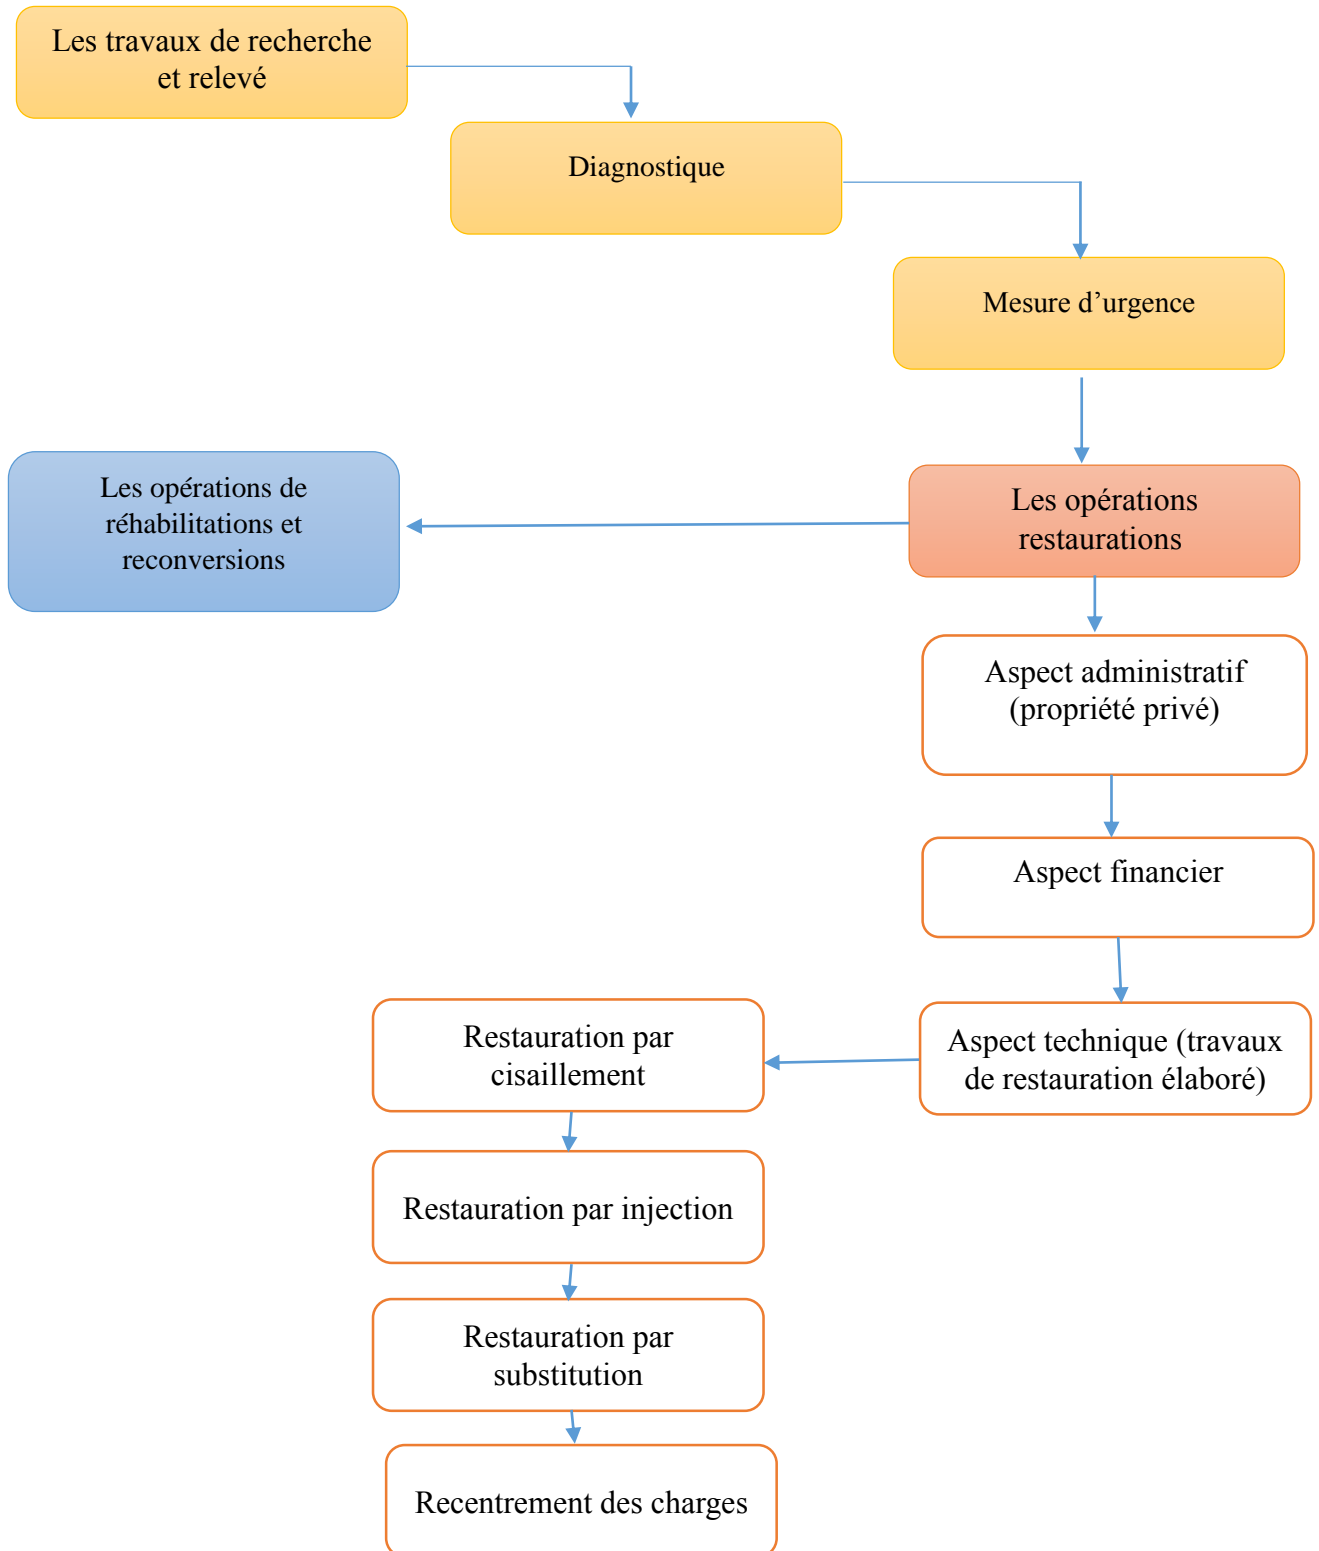 Les travaux de recherche
et relevé
Diagnostique
Mesure d’urgence
Les opérations de
réhabilitations et
reconversions
Les opérations
restaurations
Aspect administratif
(propriété privé)
Aspect financier
Aspect technique (travaux
de restauration élaboré)
Restauration par
cisaillement
Restauration par injection
Restauration par
substitution
Recentrement des charges